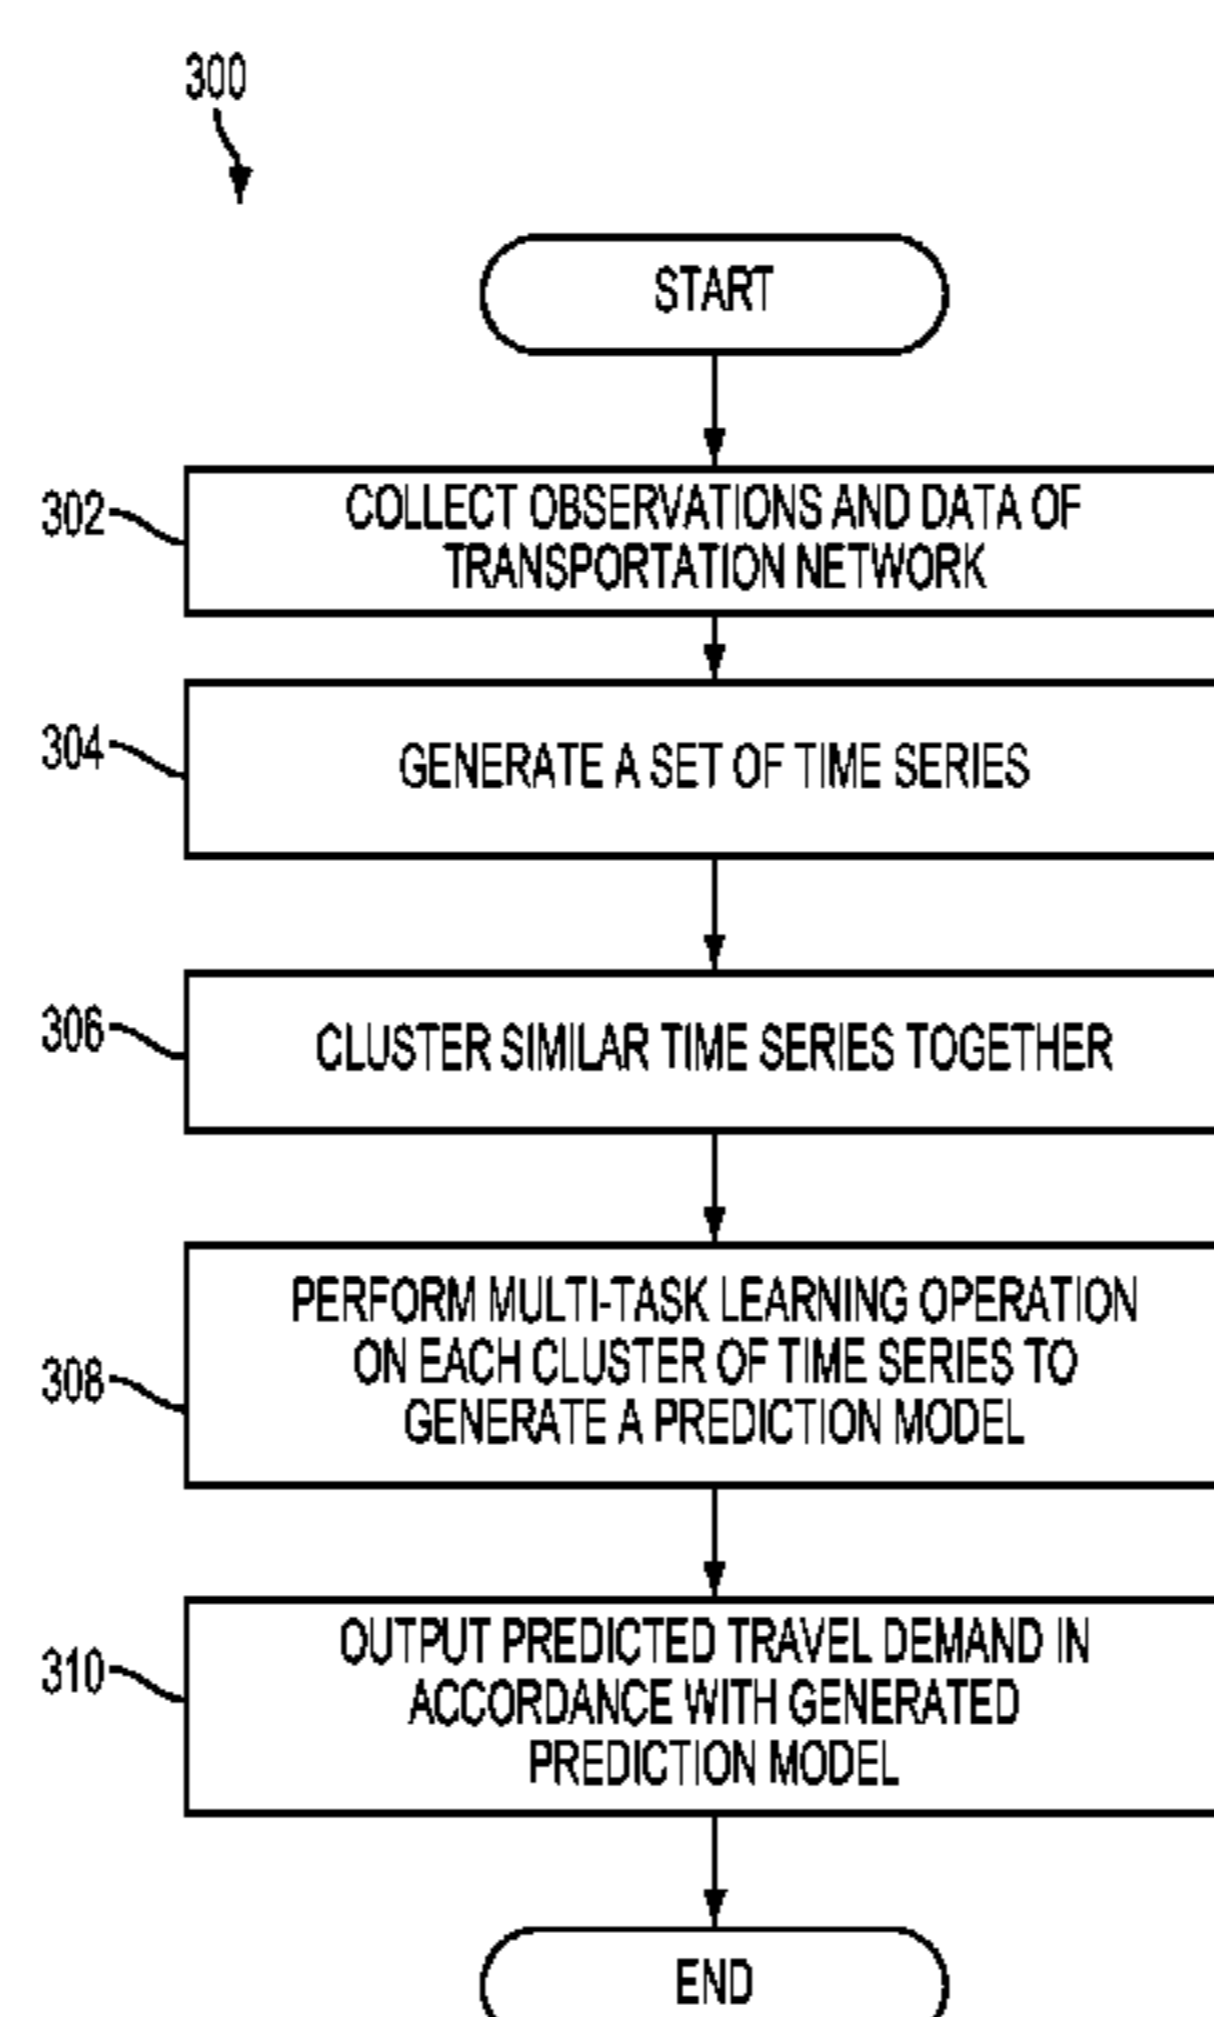 300
START
302
COLLECT OBSERVATIONS AND DATA OF
TRANSPORTATION NETWORK
304
GENERATE A SET OF TIME SERIES
306
CLUSTER SIMILAR TIME SERIES TOGETHER
308
PERFORM MULTI-TASK LEARNING OPERATION
ON EACH CLUSTER OF TIME SERIES TO
GENERATE A PREDICTION MODEL
310
OUTPUT PREDICTED TRAVEL DEMAND IN
ACCORDANCE WITH GENERATED
PREDICTION MODEL
END